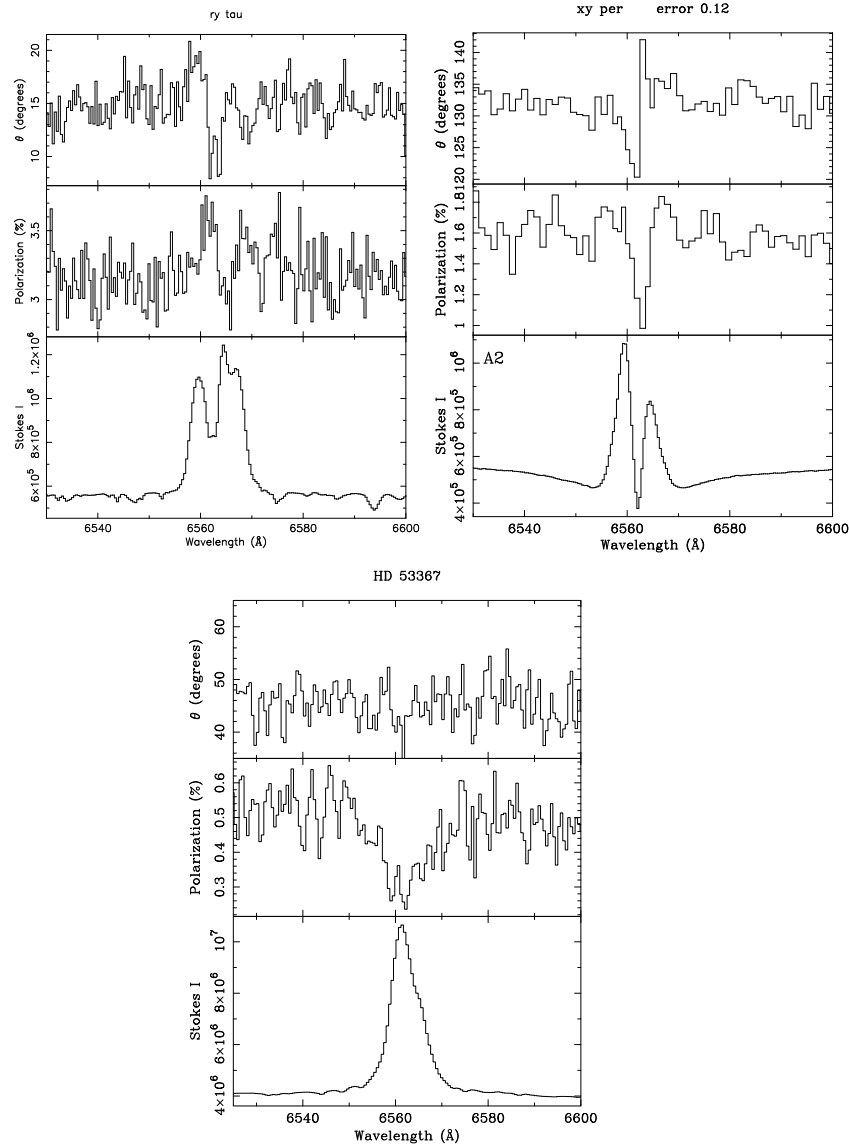 ry tau
θ (degrees)
20
15
10
Polarization (%)
3.5
3
Stokes I
1.2×10⁶
10⁶
8×10⁵
6×10⁵
6540
6560
6580
6600
Wavelength (Å)
xy per error 0.12
θ (degrees)
140
135
130
125
120
Polarization (%)
1.8
1.6
1.4
1.2
1
A2
Stokes I
10⁶
8×10⁵
6×10⁵
4×10⁵
6540
6560
6580
6600
Wavelength (Å)
HD 53367
θ (degrees)
60
50
40
Polarization (%)
0.6
0.5
0.4
0.3
Stokes I
10⁷
8×10⁶
6×10⁶
4×10⁶
6540
6560
6580
6600
Wavelength (Å)